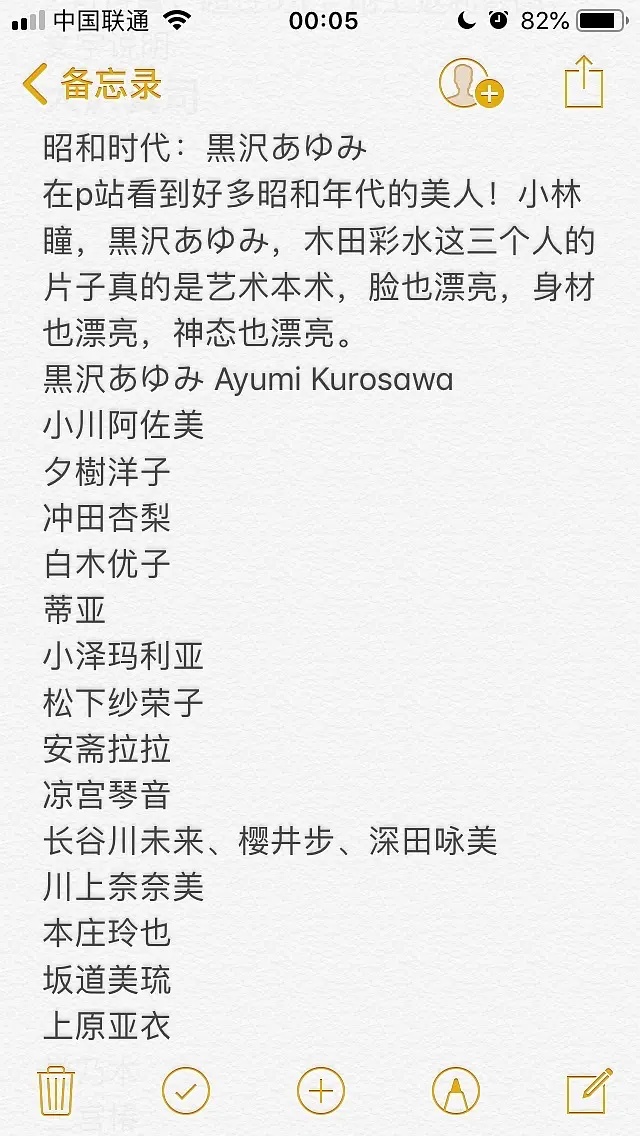 中国联通 00:05 82%
备忘录
昭和时代：黒沢あゆみ
在p站看到好多昭和年代的美人！小林
瞳，黒沢あゆみ，木田彩水这三个人的
片子真的是艺术本术，脸也漂亮，身材
也漂亮，神态也漂亮。
黒沢あゆみ Ayumi Kurosawa
小川阿佐美
夕樹洋子
冲田杏梨
白木优子
蒂亚
小泽玛利亚
松下纱荣子
安斋拉拉
凉宫琴音
长谷川未来、樱井步、深田咏美
川上奈奈美
本庄玲也
坂道美琉
上原亚衣